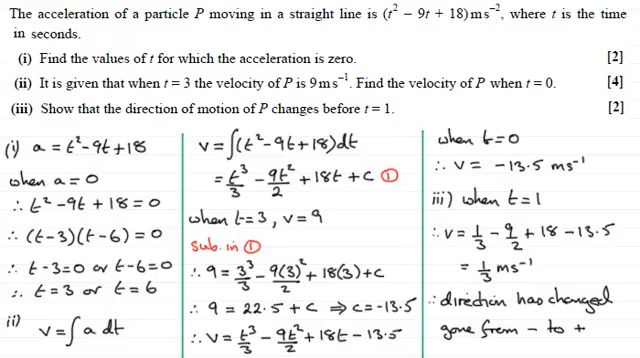 The acceleration of a particle P moving in a straight line is (t² − 9t + 18) m s⁻², where t is the time
in seconds.
(i) Find the values of t for which the acceleration is zero. [2]
(ii) It is given that when t = 3 the velocity of P is 9 m s⁻¹. Find the velocity of P when t = 0. [4]
(iii) Show that the direction of motion of P changes before t = 1. [2]
(i) a = t² − 9t + 18
when a = 0
∴ t² − 9t + 18 = 0
∴ (t−3)(t−6) = 0
∴ t−3=0 or t−6=0
∴ t=3 or t=6
ii) v = ∫ a dt
v = ∫(t² − 9t + 18) dt
= t³/3 − 9t²/2 + 18t + c ①
when t=3, v=9
Sub. in ①
∴ 9 = 3³/3 − 9(3)²/2 + 18(3) + c
∴ 9 = 22.5 + c ⇒ c = −13.5
∴ v = t³/3 − 9t²/2 + 18t − 13.5
when t=0
∴ v = −13.5 ms⁻¹
iii) when t=1
∴ v = 1/3 − 9/2 + 18 − 13.5
= 1/3 ms⁻¹
∴ direction has changed
gone from − to +